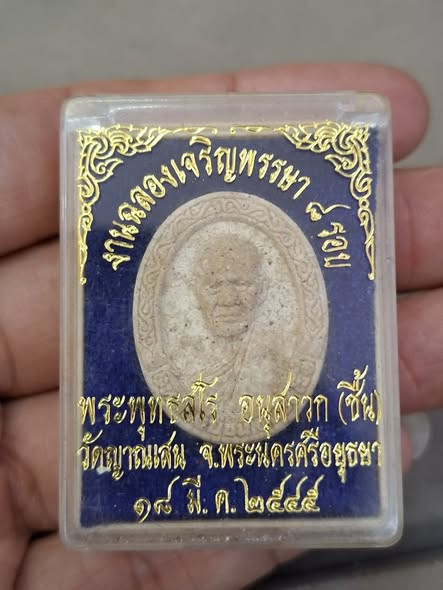 งานฉลองเจริญพรรษา ๘ รอบ
พระพุทธสโร อนุสาวก (ชื้น)
วัดญาณเสน จ.พระนครศรีอยุธยา
๑๘ มี.ค.๒๕๔๕